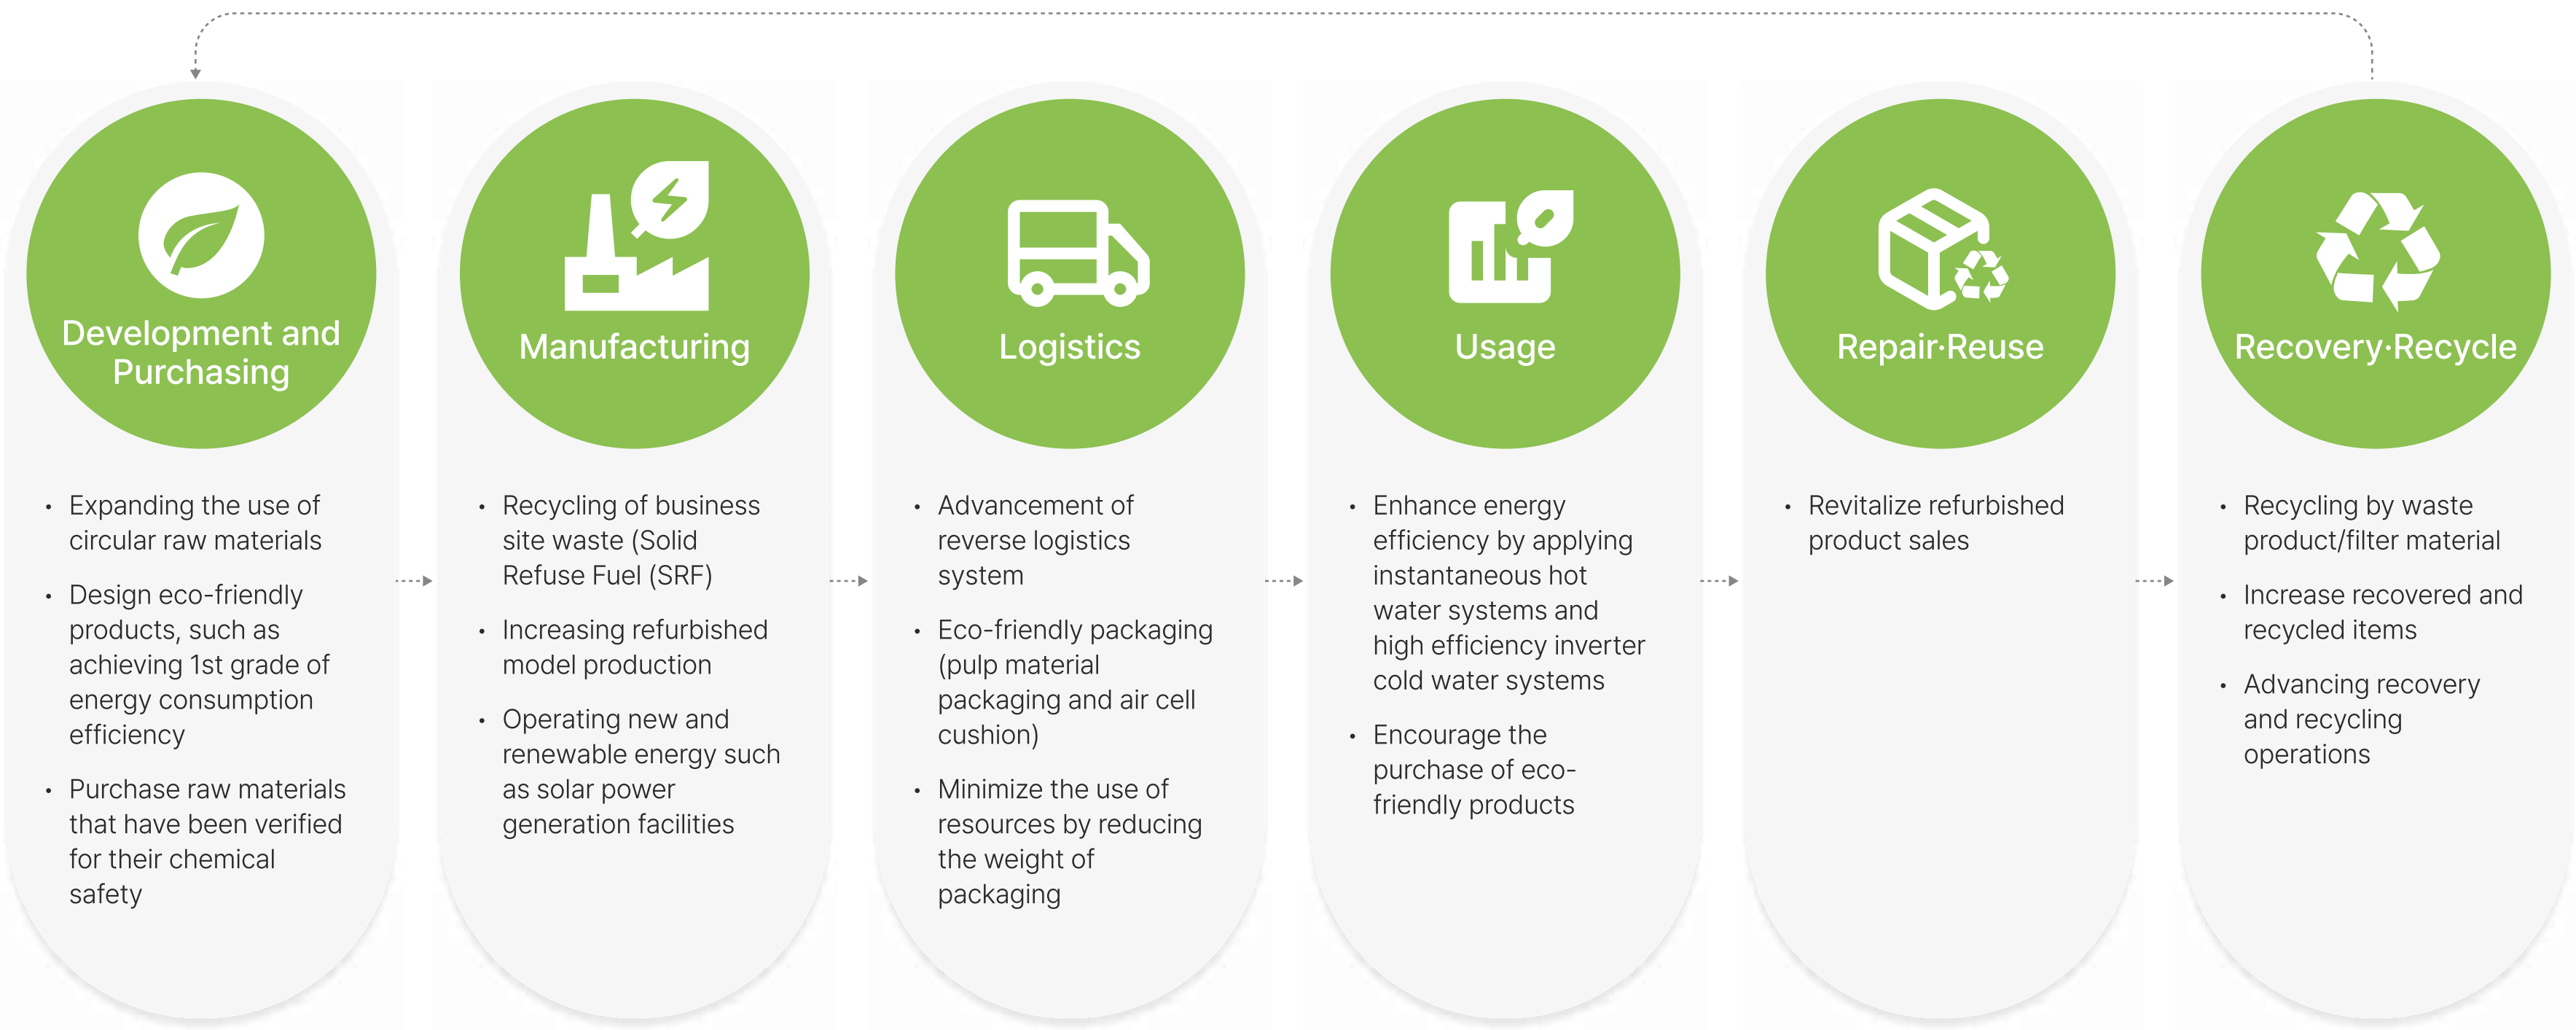 Development and
Purchasing
• Expanding the use of
circular raw materials
• Design eco-friendly
products, such as
achieving 1st grade of
energy consumption
efficiency
• Purchase raw materials
that have been verified
for their chemical
safety
Manufacturing
• Recycling of business
site waste (Solid
Refuse Fuel (SRF)
• Increasing refurbished
model production
• Operating new and
renewable energy such
as solar power
generation facilities
Logistics
• Advancement of
reverse logistics
system
• Eco-friendly packaging
(pulp material
packaging and air cell
cushion)
• Minimize the use of
resources by reducing
the weight of
packaging
Usage
• Enhance energy
efficiency by applying
instantaneous hot
water systems and
high efficiency inverter
cold water systems
• Encourage the
purchase of eco-
friendly products
Repair·Reuse
• Revitalize refurbished
product sales
Recovery·Recycle
• Recycling by waste
product/filter material
• Increase recovered and
recycled items
• Advancing recovery
and recycling
operations